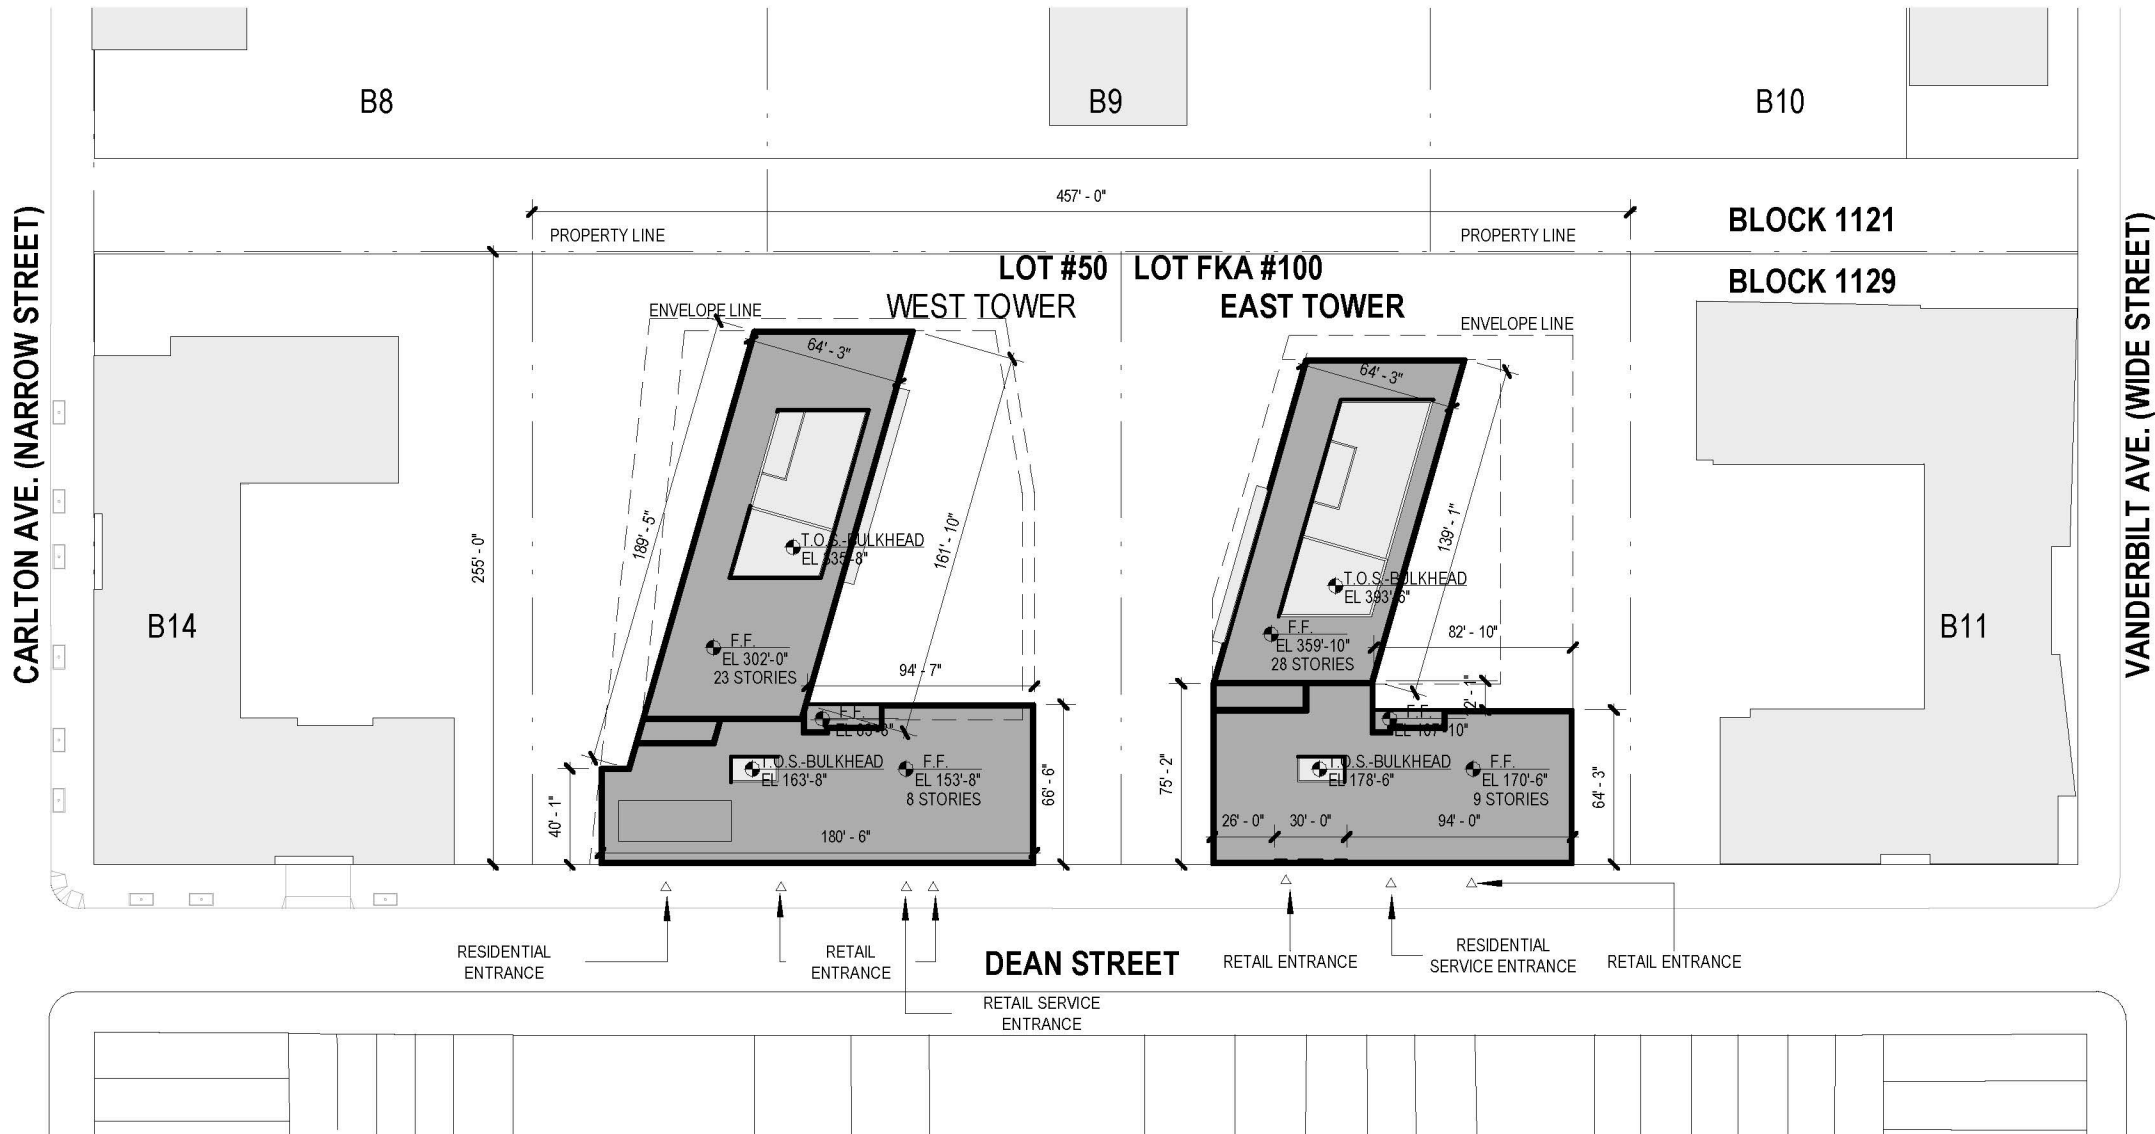 B8
B9
B10
457' - 0"
PROPERTY LINE
PROPERTY LINE
BLOCK 1121
BLOCK 1129
LOT #50
LOT FKA #100
WEST TOWER
EAST TOWER
ENVELOPE LINE
ENVELOPE LINE
CARLTON AVE. (NARROW STREET)
VANDERBILT AVE. (WIDE STREET)
64' - 3"
64' - 3"
189' - 5"
161' - 10"
139' - 1"
255' - 0"
T.O.S.-BULKHEAD
EL 335'-8"
T.O.S.-BULKHEAD
EL 393'-6"
B14
B11
F.F.
EL 302'-0"
23 STORIES
F.F.
EL 359'-10"
28 STORIES
94' - 7"
82' - 10"
F.F.
F.F.
EL 107'-10"
T.O.S.-BULKHEAD
EL 163'-8"
F.F.
EL 153'-8"
8 STORIES
T.O.S.-BULKHEAD
EL 178'-6"
F.F.
EL 170'-6"
9 STORIES
40' - 1"
66' - 6"
75' - 2"
64' - 3"
180' - 6"
26' - 0"
30' - 0"
94' - 0"
RESIDENTIAL
ENTRANCE
RETAIL
ENTRANCE
DEAN STREET
RETAIL SERVICE
ENTRANCE
RETAIL ENTRANCE
RESIDENTIAL
SERVICE ENTRANCE
RETAIL ENTRANCE